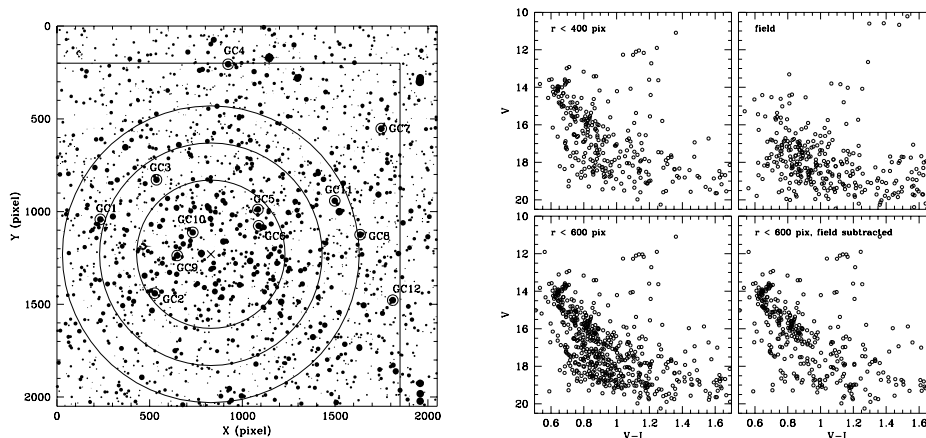 0
GC4
500
GC7
GC3
GC1
GC11
1000
GC10
GC5
GC6
GC8
GC9
GC2
GC12
1500
2000
0 500 1000 1500 2000
X (pixel)
Y (pixel)
r < 400 pix
field
10
12
14
16
18
20
V
r < 600 pix
r < 600 pix, field subtracted
10
12
14
16
18
20
V
0.6 0.8 1 1.2 1.4 1.6
0.6 0.8 1 1.2 1.4 1.6
V-I
V-I